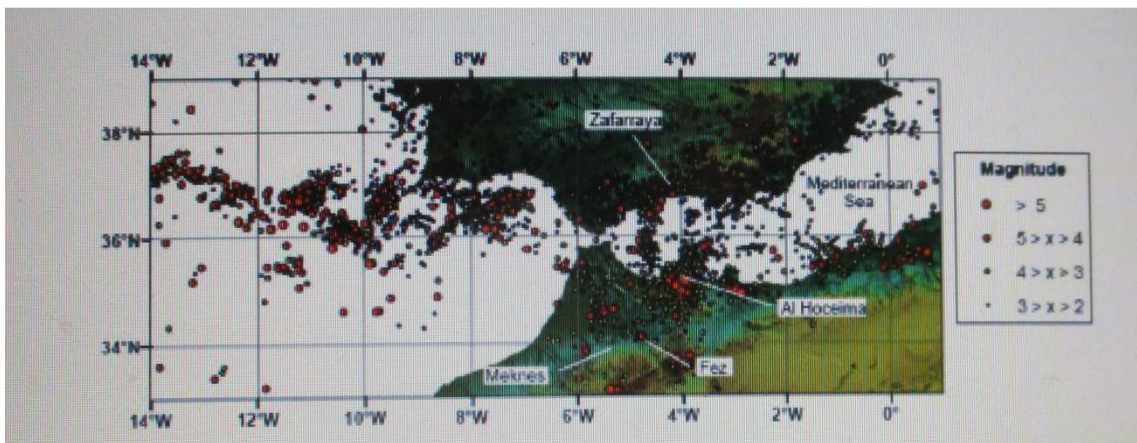 14°W 12°W 10°W 8°W 6°W 4°W 2°W 0°
38°N
36°N
34°N
Zafarraya
Mediterranean
Sea
Al Hoceima
Fez
Meknes
Magnitude
> 5
5 > x > 4
4 > x > 3
3 > x > 2
14°W 12°W 10°W 8°W 6°W 4°W 2°W 0°